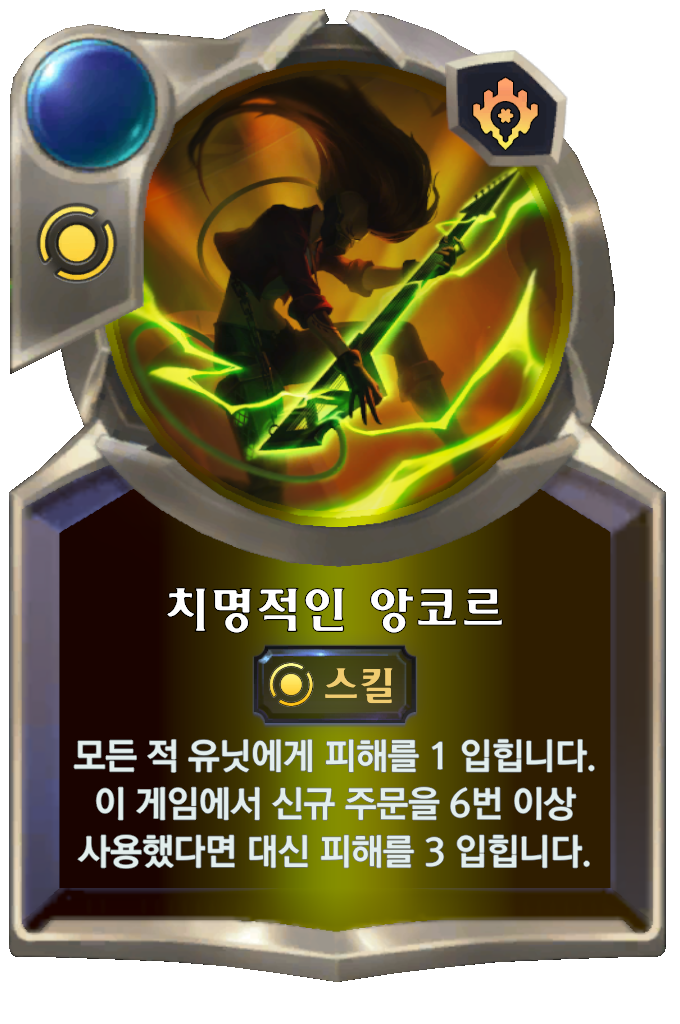 치명적인 앙코르
스킬
모든 적 유닛에게 피해를 1 입힙니다.
이 게임에서 신규 주문을 6번 이상
사용했다면 대신 피해를 3 입힙니다.